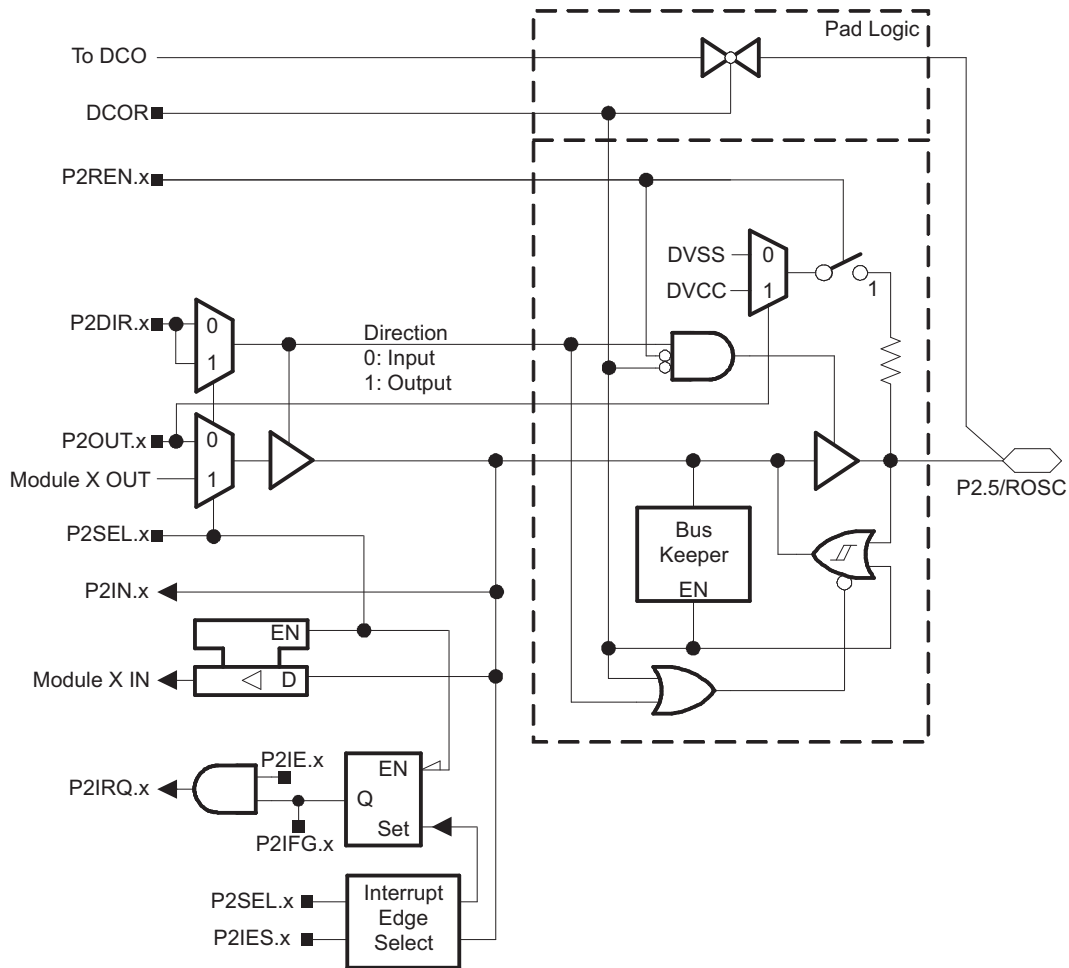 Pad Logic
To DCO
DCOR
P2REN.x
DVSS
0
DVCC
1
1
P2DIR.x
0
1
Direction
0: Input
1: Output
P2OUT.x
0
Module X OUT
1
P2.5/ROSC
P2SEL.x
Bus
Keeper
EN
P2IN.x
EN
Module X IN
D
P2IE.x
EN
P2IRQ.x
Q
P2IFG.x
Set
P2SEL.x
P2IES.x
Interrupt
Edge
Select